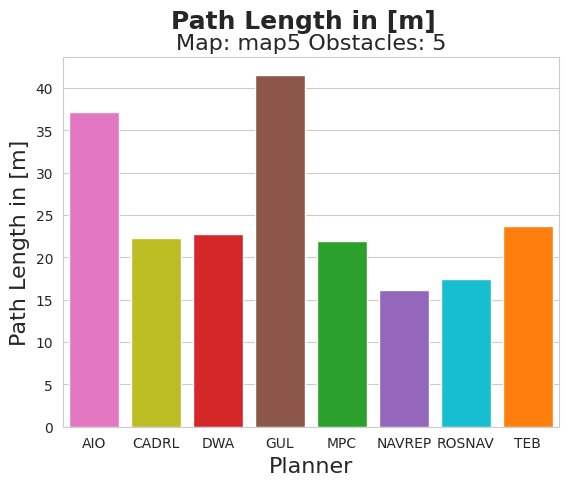 Path Length in [m]
Map: map5 Obstacles: 5
Path Length in [m]
40
35
30
25
20
15
10
5
0
AIO CADRL DWA GUL MPC NAVREP ROSNAV TEB
Planner